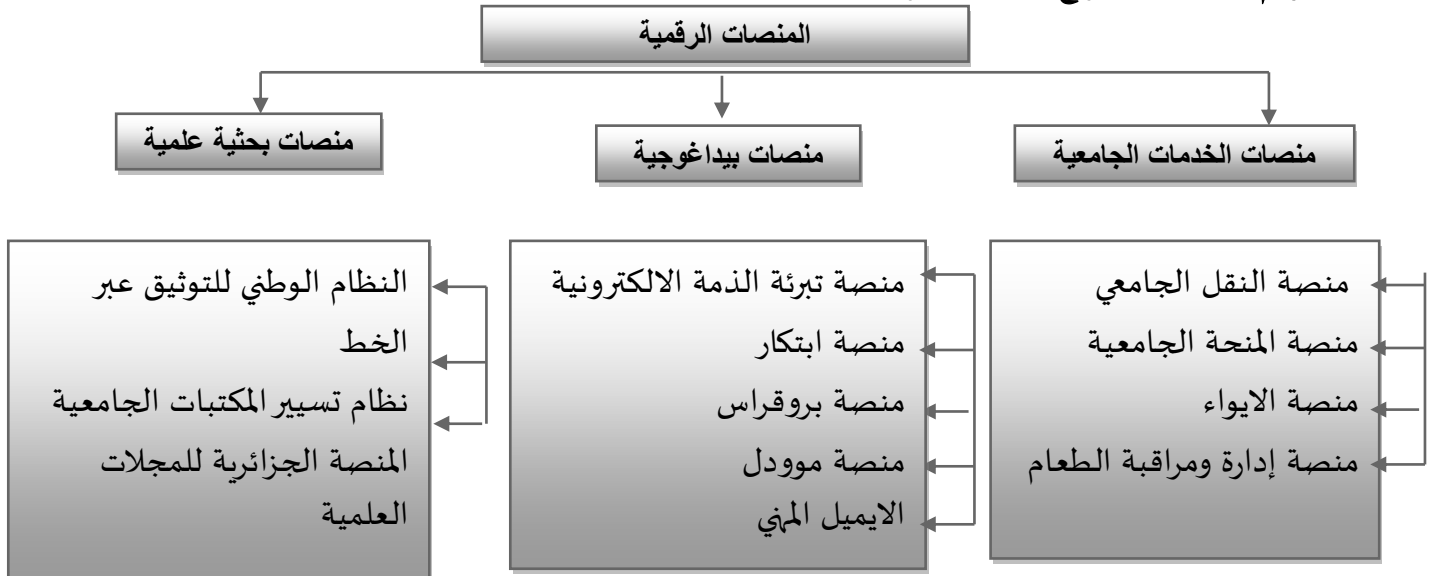 المنصات الرقمية
منصات الخدمات الجامعية
منصات بيداغوجية
منصات بحثية علمية
منصة النقل الجامعي
منصة المنحة الجامعية
منصة الايواء
منصة إدارة ومراقبة الطعام
منصة تبرئة الذمة الالكترونية
منصة ابتكار
منصة بروقراس
منصة موودل
الايميل المهني
النظام الوطني للتوثيق عبر
الخط
نظام تسيير المكتبات الجامعية
المنصة الجزائرية للمجلات
العلمية